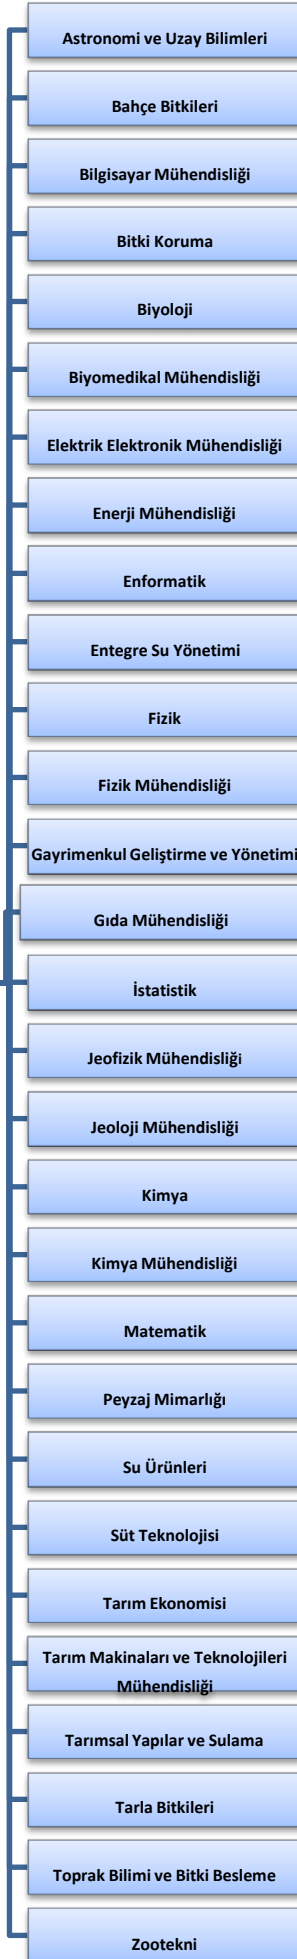 Astronomi ve Uzay Bilimleri
Bahçe Bitkileri
Bilgisayar Mühendisliği
Bitki Koruma
Biyoloji
Biyomedikal Mühendisliği
Elektrik Elektronik Mühendisliği
Enerji Mühendisliği
Enformatik
Entegre Su Yönetimi
Fizik
Fizik Mühendisliği
Gayrimenkul Geliştirme ve Yönetimi
Gıda Mühendisliği
İstatistik
Jeofizik Mühendisliği
Jeoloji Mühendisliği
Kimya
Kimya Mühendisliği
Matematik
Peyzaj Mimarlığı
Su Ürünleri
Süt Teknolojisi
Tarım Ekonomisi
Tarım Makinaları ve Teknolojileri
Mühendisliği
Tarımsal Yapılar ve Sulama
Tarla Bitkileri
Toprak Bilimi ve Bitki Besleme
Zootekni